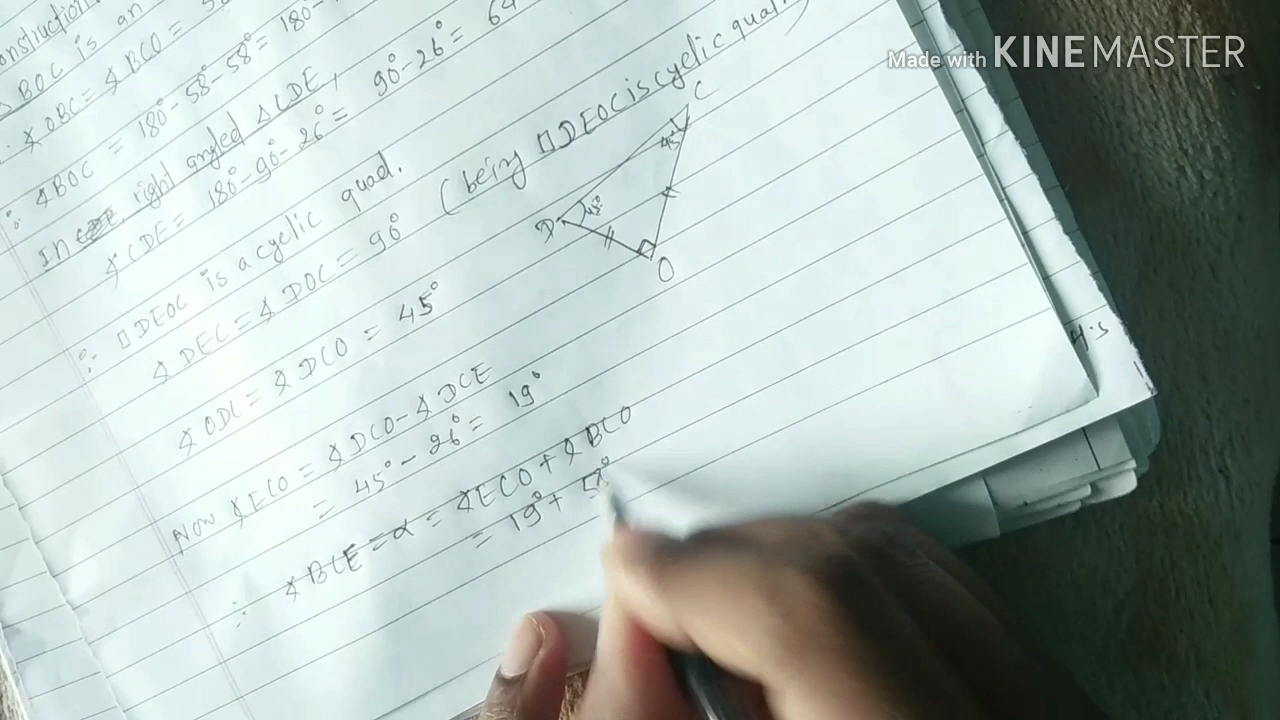 Made with KINEMASTER
onstruction
△ BOC is an
∴ ∡ OBC = ∡ BCO = 58
∴ ∡BOC = 180° - 58° - 58° = 180°
In right angled △ CDE,
∡ CDE = 180° - 90° - 26° = 90° - 26° = 64
∴ □ DEOC is a cyclic quad.
∡ DEC = ∡ DOC = 90° (being □ DEOC is cyclic quad.)
∡ ODC = ∡ DCO = 45°
Now ∡ ECO = ∡ DCO - ∡ DCE
= 45° - 26° = 19°
∴ ∡ BCE = α = ∡ ECO + ∡ BCO
= 19° + 58°
C
45°
D
45°
O